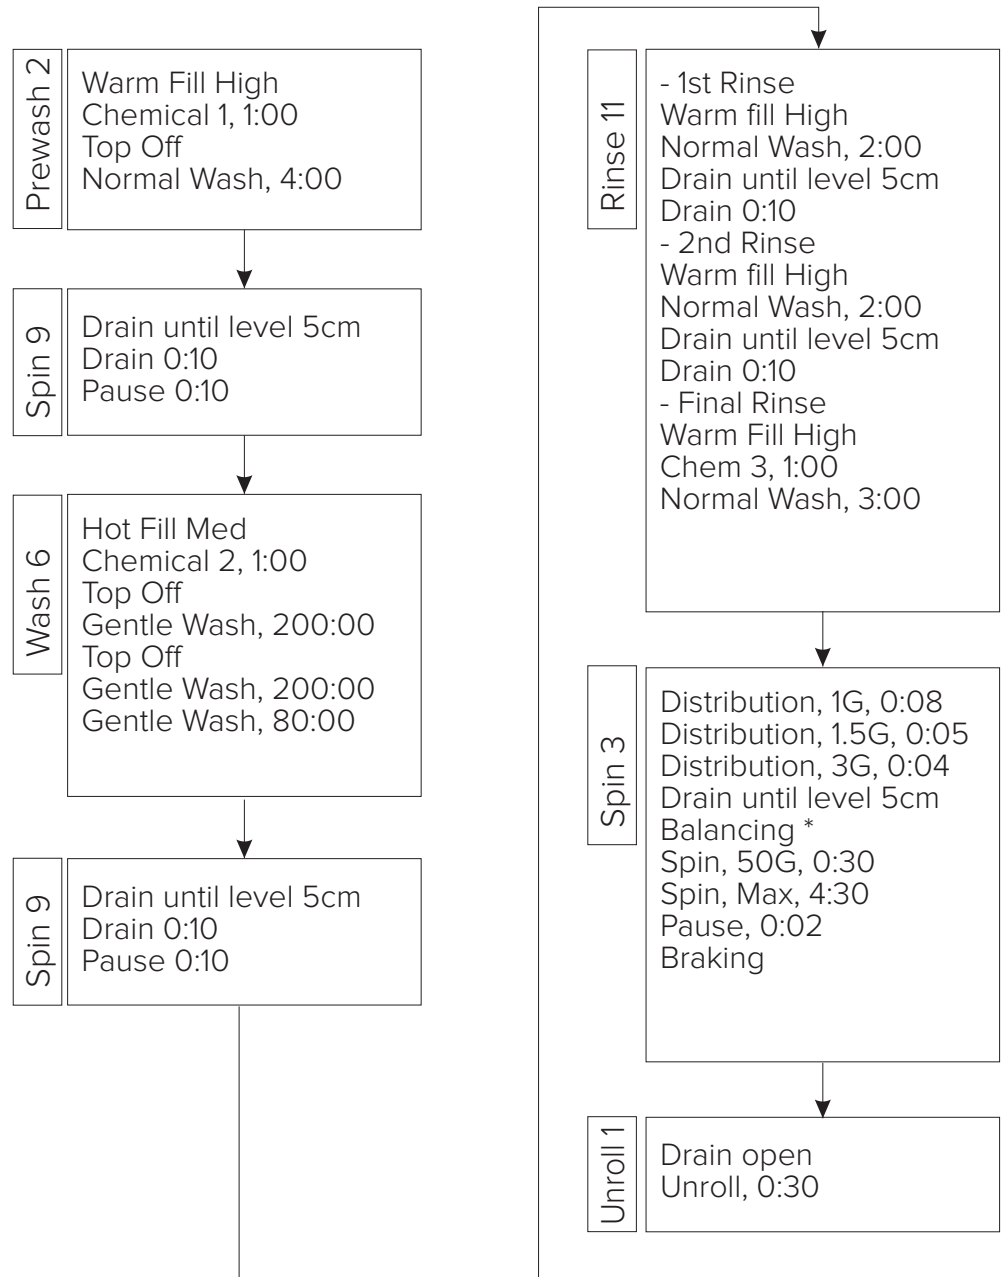 Prewash 2
Warm Fill High
Chemical 1, 1:00
Top Off
Normal Wash, 4:00
Spin 9
Drain until level 5cm
Drain 0:10
Pause 0:10
Wash 6
Hot Fill Med
Chemical 2, 1:00
Top Off
Gentle Wash, 200:00
Top Off
Gentle Wash, 200:00
Gentle Wash, 80:00
Spin 9
Drain until level 5cm
Drain 0:10
Pause 0:10
Rinse 11
- 1st Rinse
Warm fill High
Normal Wash, 2:00
Drain until level 5cm
Drain 0:10
- 2nd Rinse
Warm fill High
Normal Wash, 2:00
Drain until level 5cm
Drain 0:10
- Final Rinse
Warm Fill High
Chem 3, 1:00
Normal Wash, 3:00
Spin 3
Distribution, 1G, 0:08
Distribution, 1.5G, 0:05
Distribution, 3G, 0:04
Drain until level 5cm
Balancing *
Spin, 50G, 0:30
Spin, Max, 4:30
Pause, 0:02
Braking
Unroll 1
Drain open
Unroll, 0:30